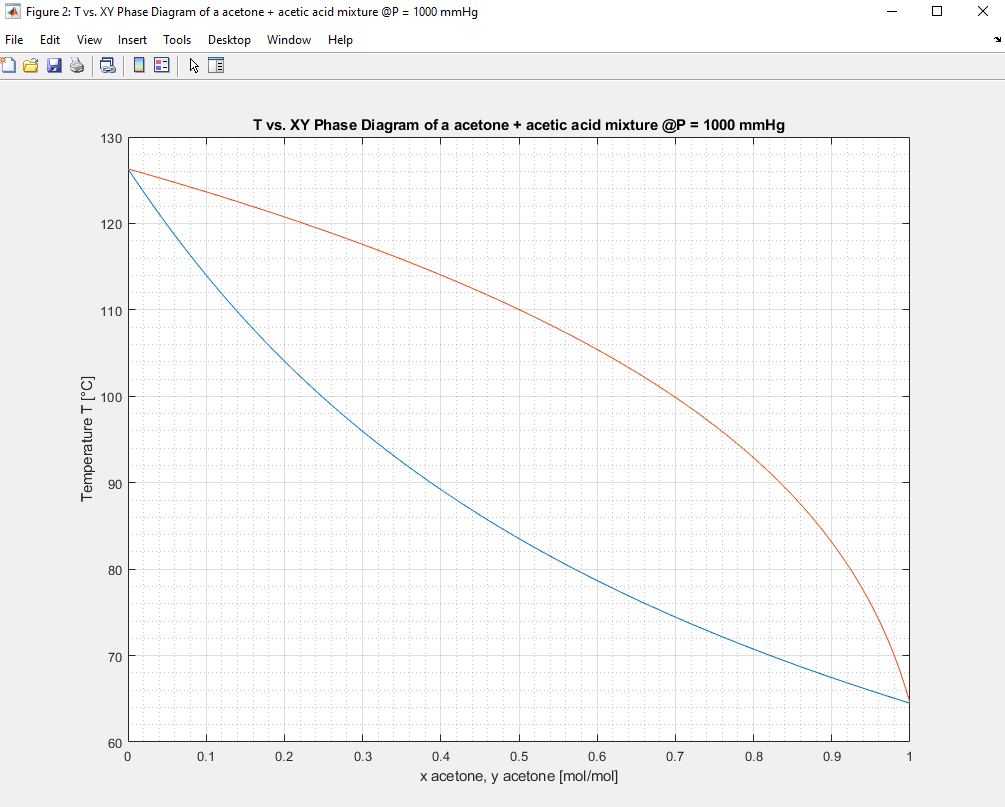 Figure 2: T vs. XY Phase Diagram of a acetone + acetic acid mixture @P = 1000 mmHg
File Edit View Insert Tools Desktop Window Help
T vs. XY Phase Diagram of a acetone + acetic acid mixture @P = 1000 mmHg
130
120
110
100
90
80
70
60
Temperature T [°C]
0 0.1 0.2 0.3 0.4 0.5 0.6 0.7 0.8 0.9 1
x acetone, y acetone [mol/mol]